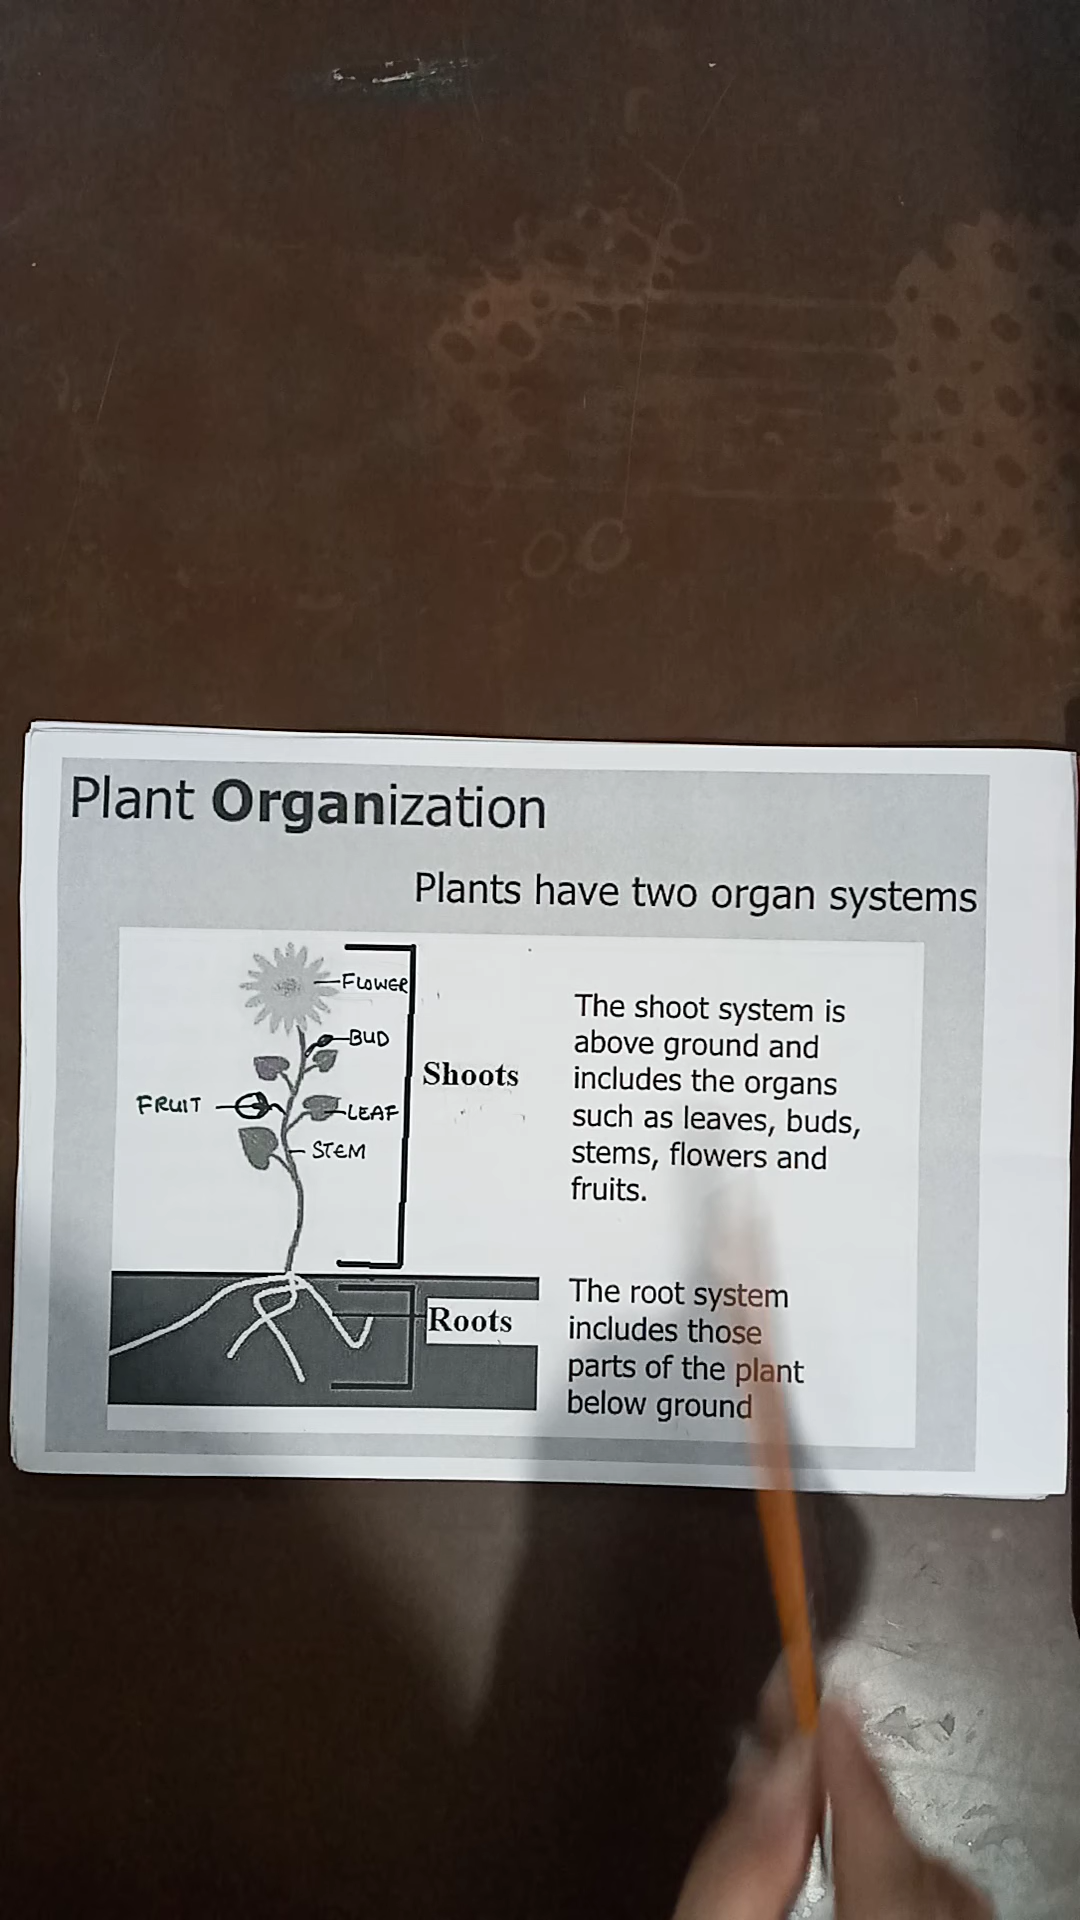 Plant Organization
Plants have two organ systems
FLOWER
BUD
Shoots
FRUIT
LEAF
STEM
The shoot system is
above ground and
includes the organs
such as leaves, buds,
stems, flowers and
fruits.
Roots
The root system
includes those
parts of the plant
below ground